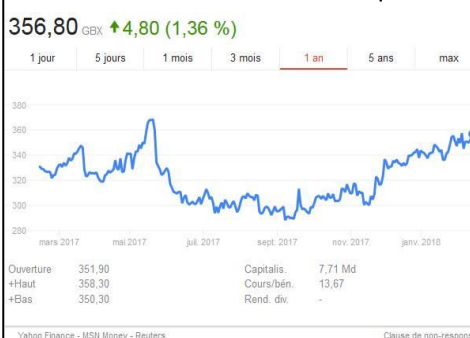 356,80 GBX 4,80 (1,36 %)
1 jour 5 jours 1 mois 3 mois 1 an 5 ans max
380
360
340
320
300
280
mars 2017 mai 2017 juil. 2017 sept. 2017 nov. 2017 janv. 2018
Ouverture 351,90 Capitalis. 7,71 Md
+Haut 358,30 Cours/bén. 13,67
+Bas 350,30 Rend. div. -
Yahoo Finance - MSN Money - Reuters Clause de non-respons